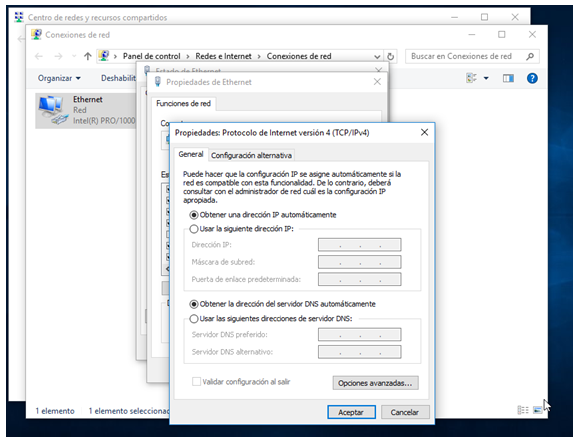 Centro de redes y recursos compartidos
Conexiones de red
Panel de control > Redes e Internet > Conexiones de red
Buscar en Conexiones de red
Organizar
Deshabilit
Ethernet
Red
Intel(R) PRO/1000
Estado de Ethernet
Propiedades de Ethernet
Funciones de red
Propiedades: Protocolo de Internet versión 4 (TCP/IPv4)
General
Configuración alternativa
Puede hacer que la configuración IP se asigne automáticamente si la
red es compatible con esta funcionalidad. De lo contrario, deberá
consultar con el administrador de red cuál es la configuración IP
apropiada.
Obtener una dirección IP automáticamente
Usar la siguiente dirección IP:
Dirección IP:
Máscara de subred:
Puerta de enlace predeterminada:
Obtener la dirección del servidor DNS automáticamente
Usar las siguientes direcciones de servidor DNS:
Servidor DNS preferido:
Servidor DNS alternativo:
Validar configuración al salir
Opciones avanzadas...
Aceptar
Cancelar
1 elemento
1 elemento seleccionad